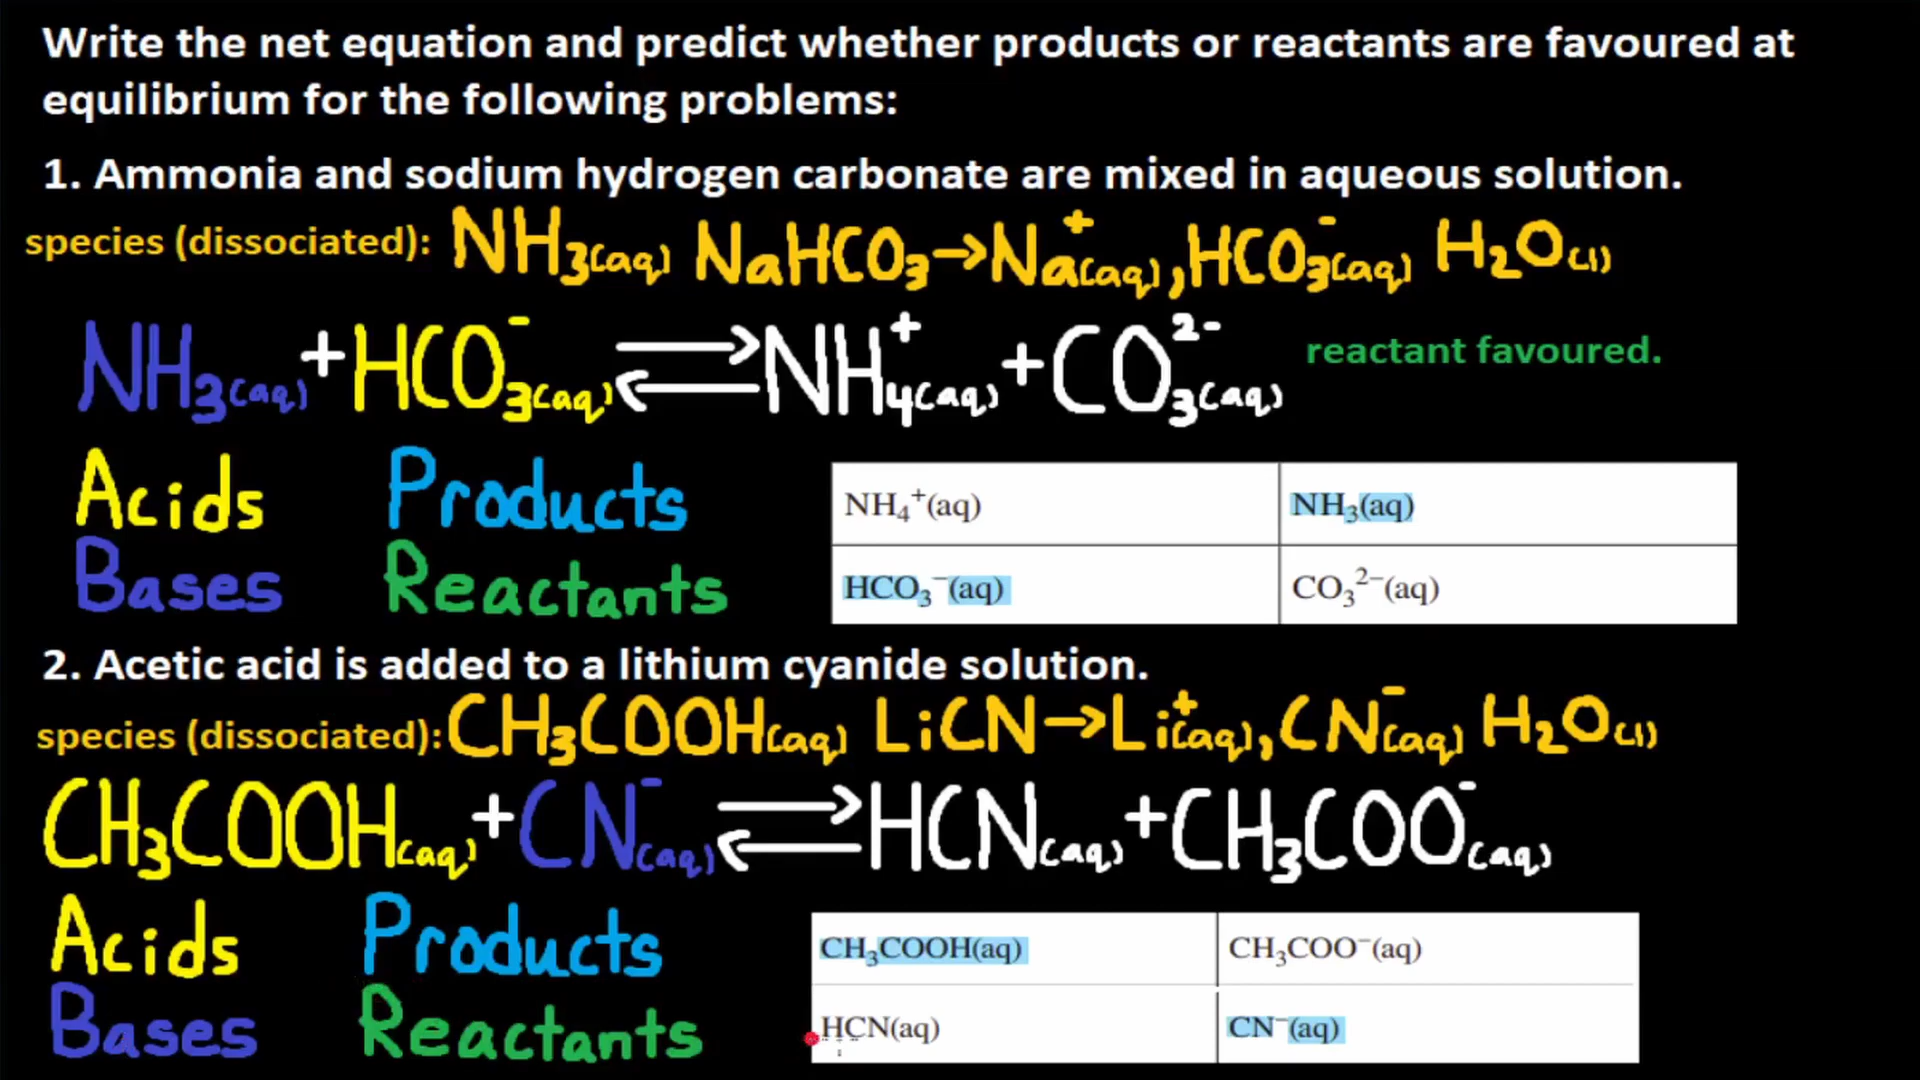 Write the net equation and predict whether products or reactants are favoured at
equilibrium for the following problems:
1. Ammonia and sodium hydrogen carbonate are mixed in aqueous solution.
species (dissociated): NH₃(aq) NaHCO₃→Na⁺(aq),HCO₃⁻(aq) H₂O(l)
NH₃(aq)+HCO₃⁻(aq)⇌NH₄⁺(aq)+CO₃²⁻(aq) reactant favoured.
Acids Products
Bases Reactants
NH₄⁺(aq) NH₃(aq)
HCO₃⁻(aq) CO₃²⁻(aq)
2. Acetic acid is added to a lithium cyanide solution.
species (dissociated): CH₃COOH(aq) LiCN→Li⁺(aq),CN⁻(aq) H₂O(l)
CH₃COOH(aq)+CN⁻(aq)⇌HCN(aq)+CH₃COO⁻(aq)
Acids Products
Bases Reactants
CH₃COOH(aq) CH₃COO⁻(aq)
HCN(aq) CN⁻(aq)